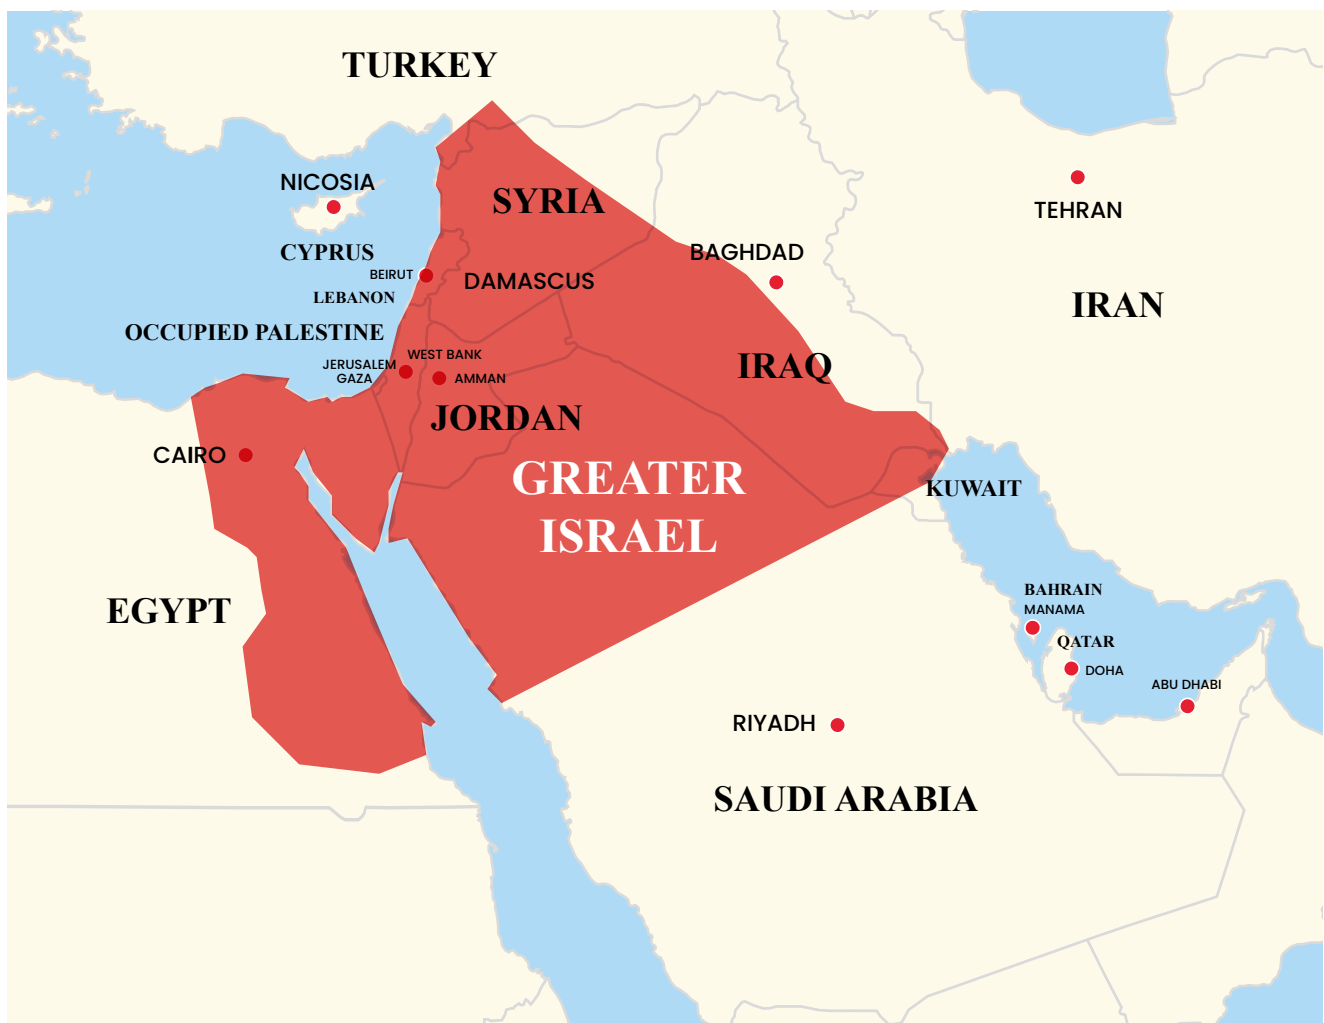 TURKEY
NICOSIA
SYRIA
TEHRAN
CYPRUS
BAGHDAD
BEIRUT
DAMASCUS
LEBANON
IRAN
OCCUPIED PALESTINE
WEST BANK
JERUSALEM
GAZA
AMMAN
IRAQ
JORDAN
CAIRO
GREATER
ISRAEL
KUWAIT
EGYPT
BAHRAIN
MANAMA
QATAR
DOHA
ABU DHABI
RIYADH
SAUDI ARABIA